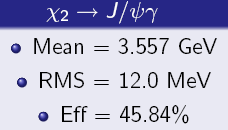 χ₂ → J/ψγ
Mean = 3.557 GeV
RMS = 12.0 MeV
Eff = 45.84%